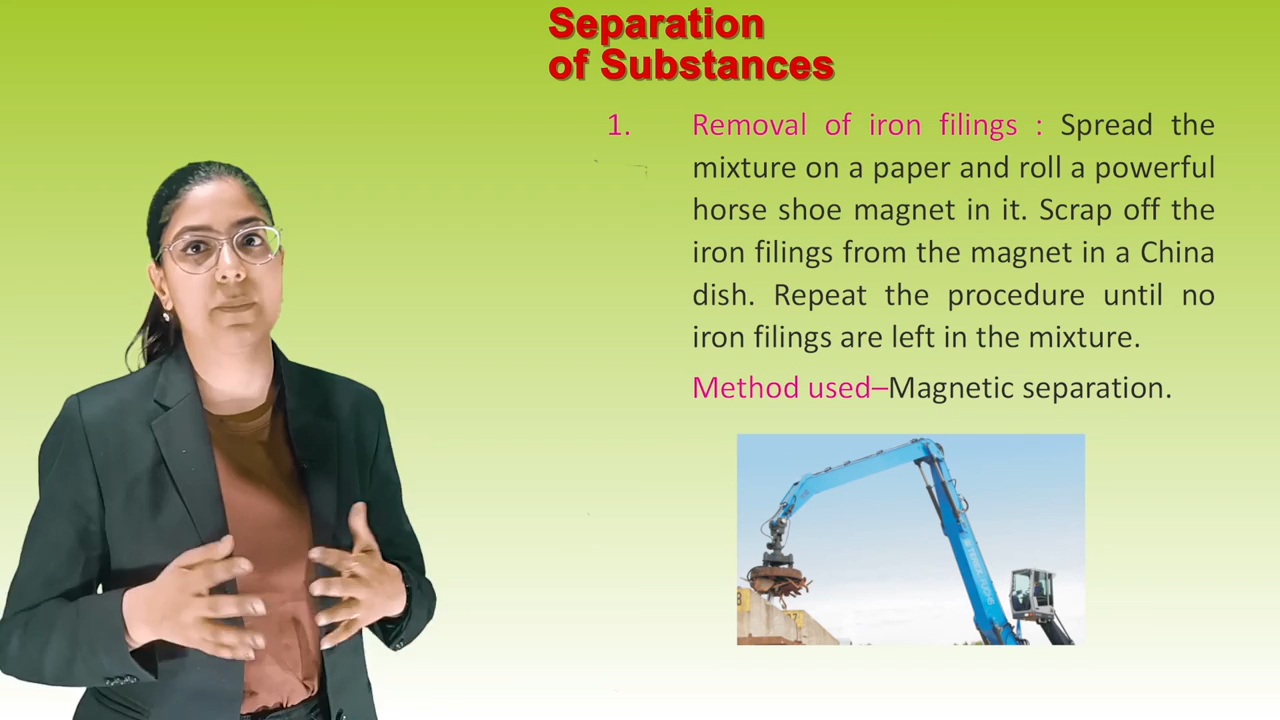 Separation
of Substances
1. Removal of iron filings : Spread the
mixture on a paper and roll a powerful
horse shoe magnet in it. Scrap off the
iron filings from the magnet in a China
dish. Repeat the procedure until no
iron filings are left in the mixture.
Method used–Magnetic separation.